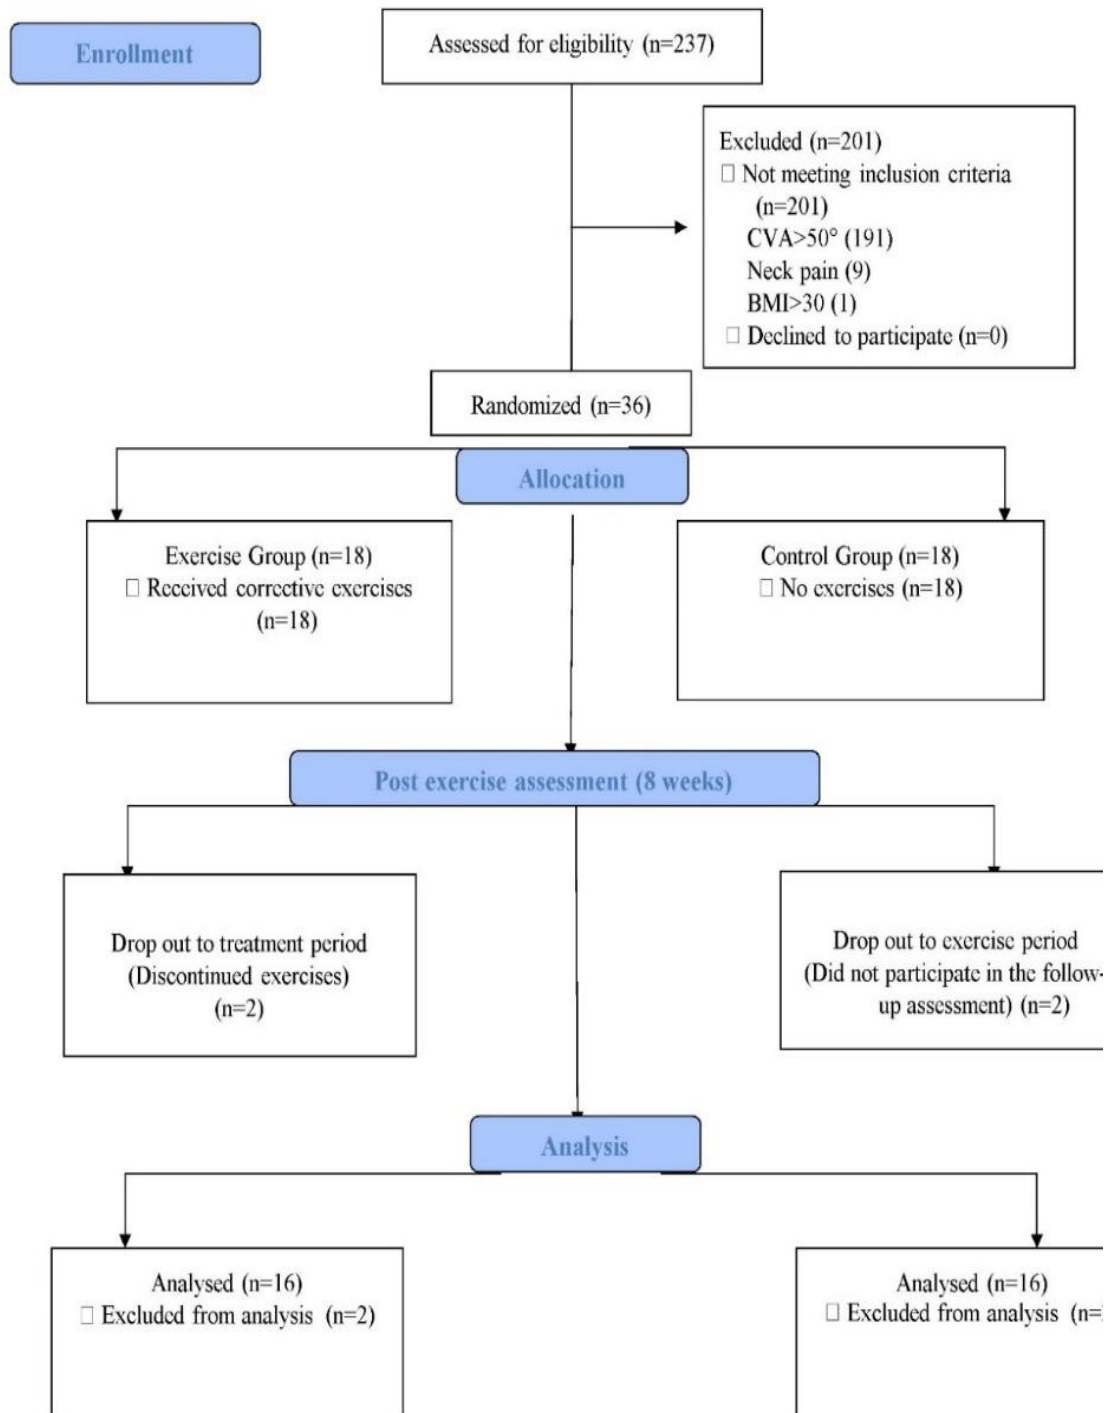 Enrollment
Assessed for eligibility (n=237)
Excluded (n=201)
□ Not meeting inclusion criteria
(n=201)
CVA>50° (191)
Neck pain (9)
BMI>30 (1)
□ Declined to participate (n=0)
Randomized (n=36)
Allocation
Exercise Group (n=18)
□ Received corrective exercises
(n=18)
Control Group (n=18)
□ No exercises (n=18)
Post exercise assessment (8 weeks)
Drop out to treatment period
(Discontinued exercises)
(n=2)
Drop out to exercise period
(Did not participate in the follow-
up assessment) (n=2)
Analysis
Analysed (n=16)
□ Excluded from analysis (n=2)
Analysed (n=16)
□ Excluded from analysis (n=